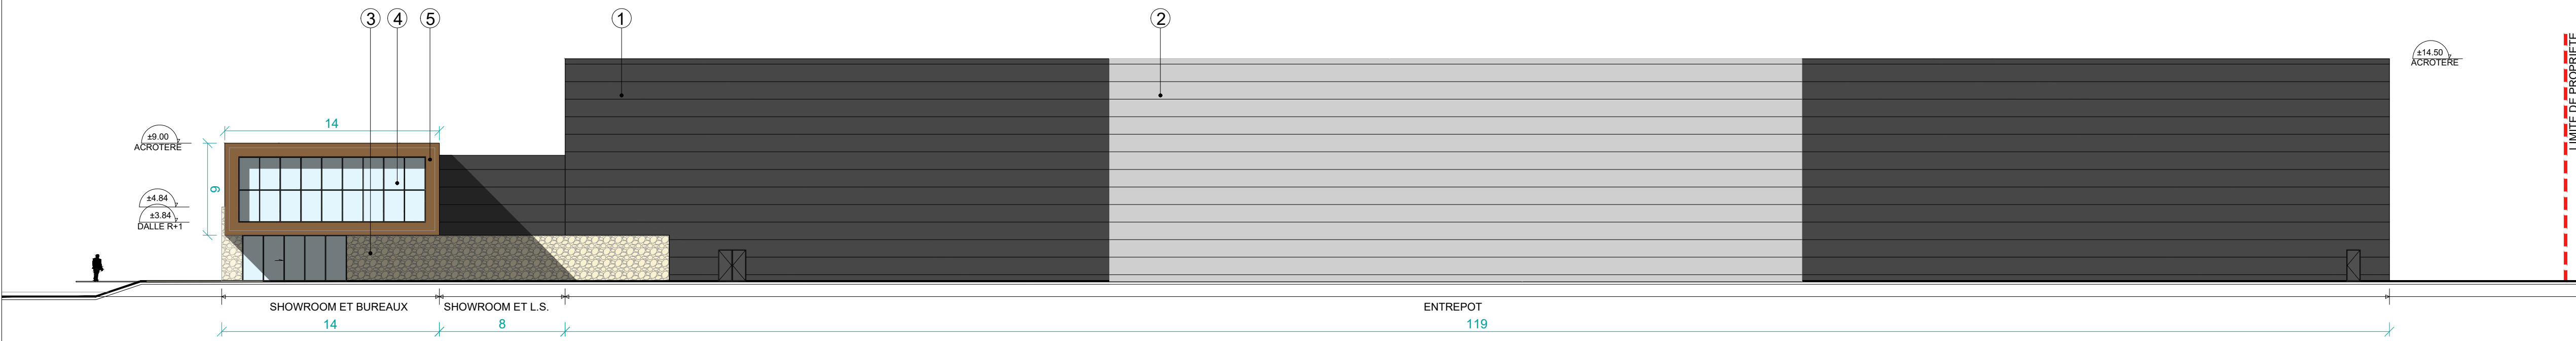 3
4
5
1
2
±14.50
ACROTERE
LIMITE DE PROPRIETE
14
±9.00
ACROTERE
6
±4.84
±3.84
DALLE R+1
SHOWROOM ET BUREAUX
SHOWROOM ET L.S.
ENTREPOT
14
8
119